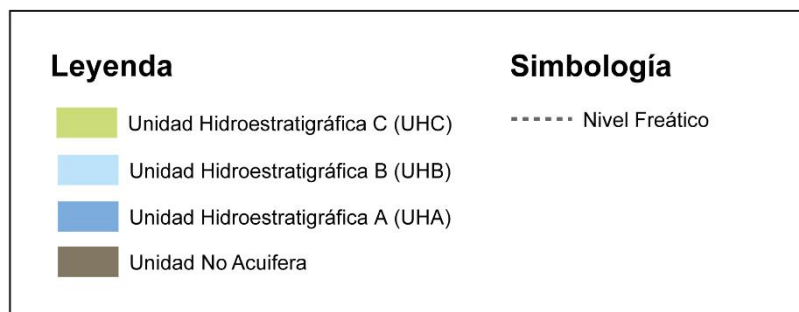 Leyenda
Unidad Hidroestratigráfica C (UHC)
Unidad Hidroestratigráfica B (UHB)
Unidad Hidroestratigráfica A (UHA)
Unidad No Acuifera
Simbología
Nivel Freático